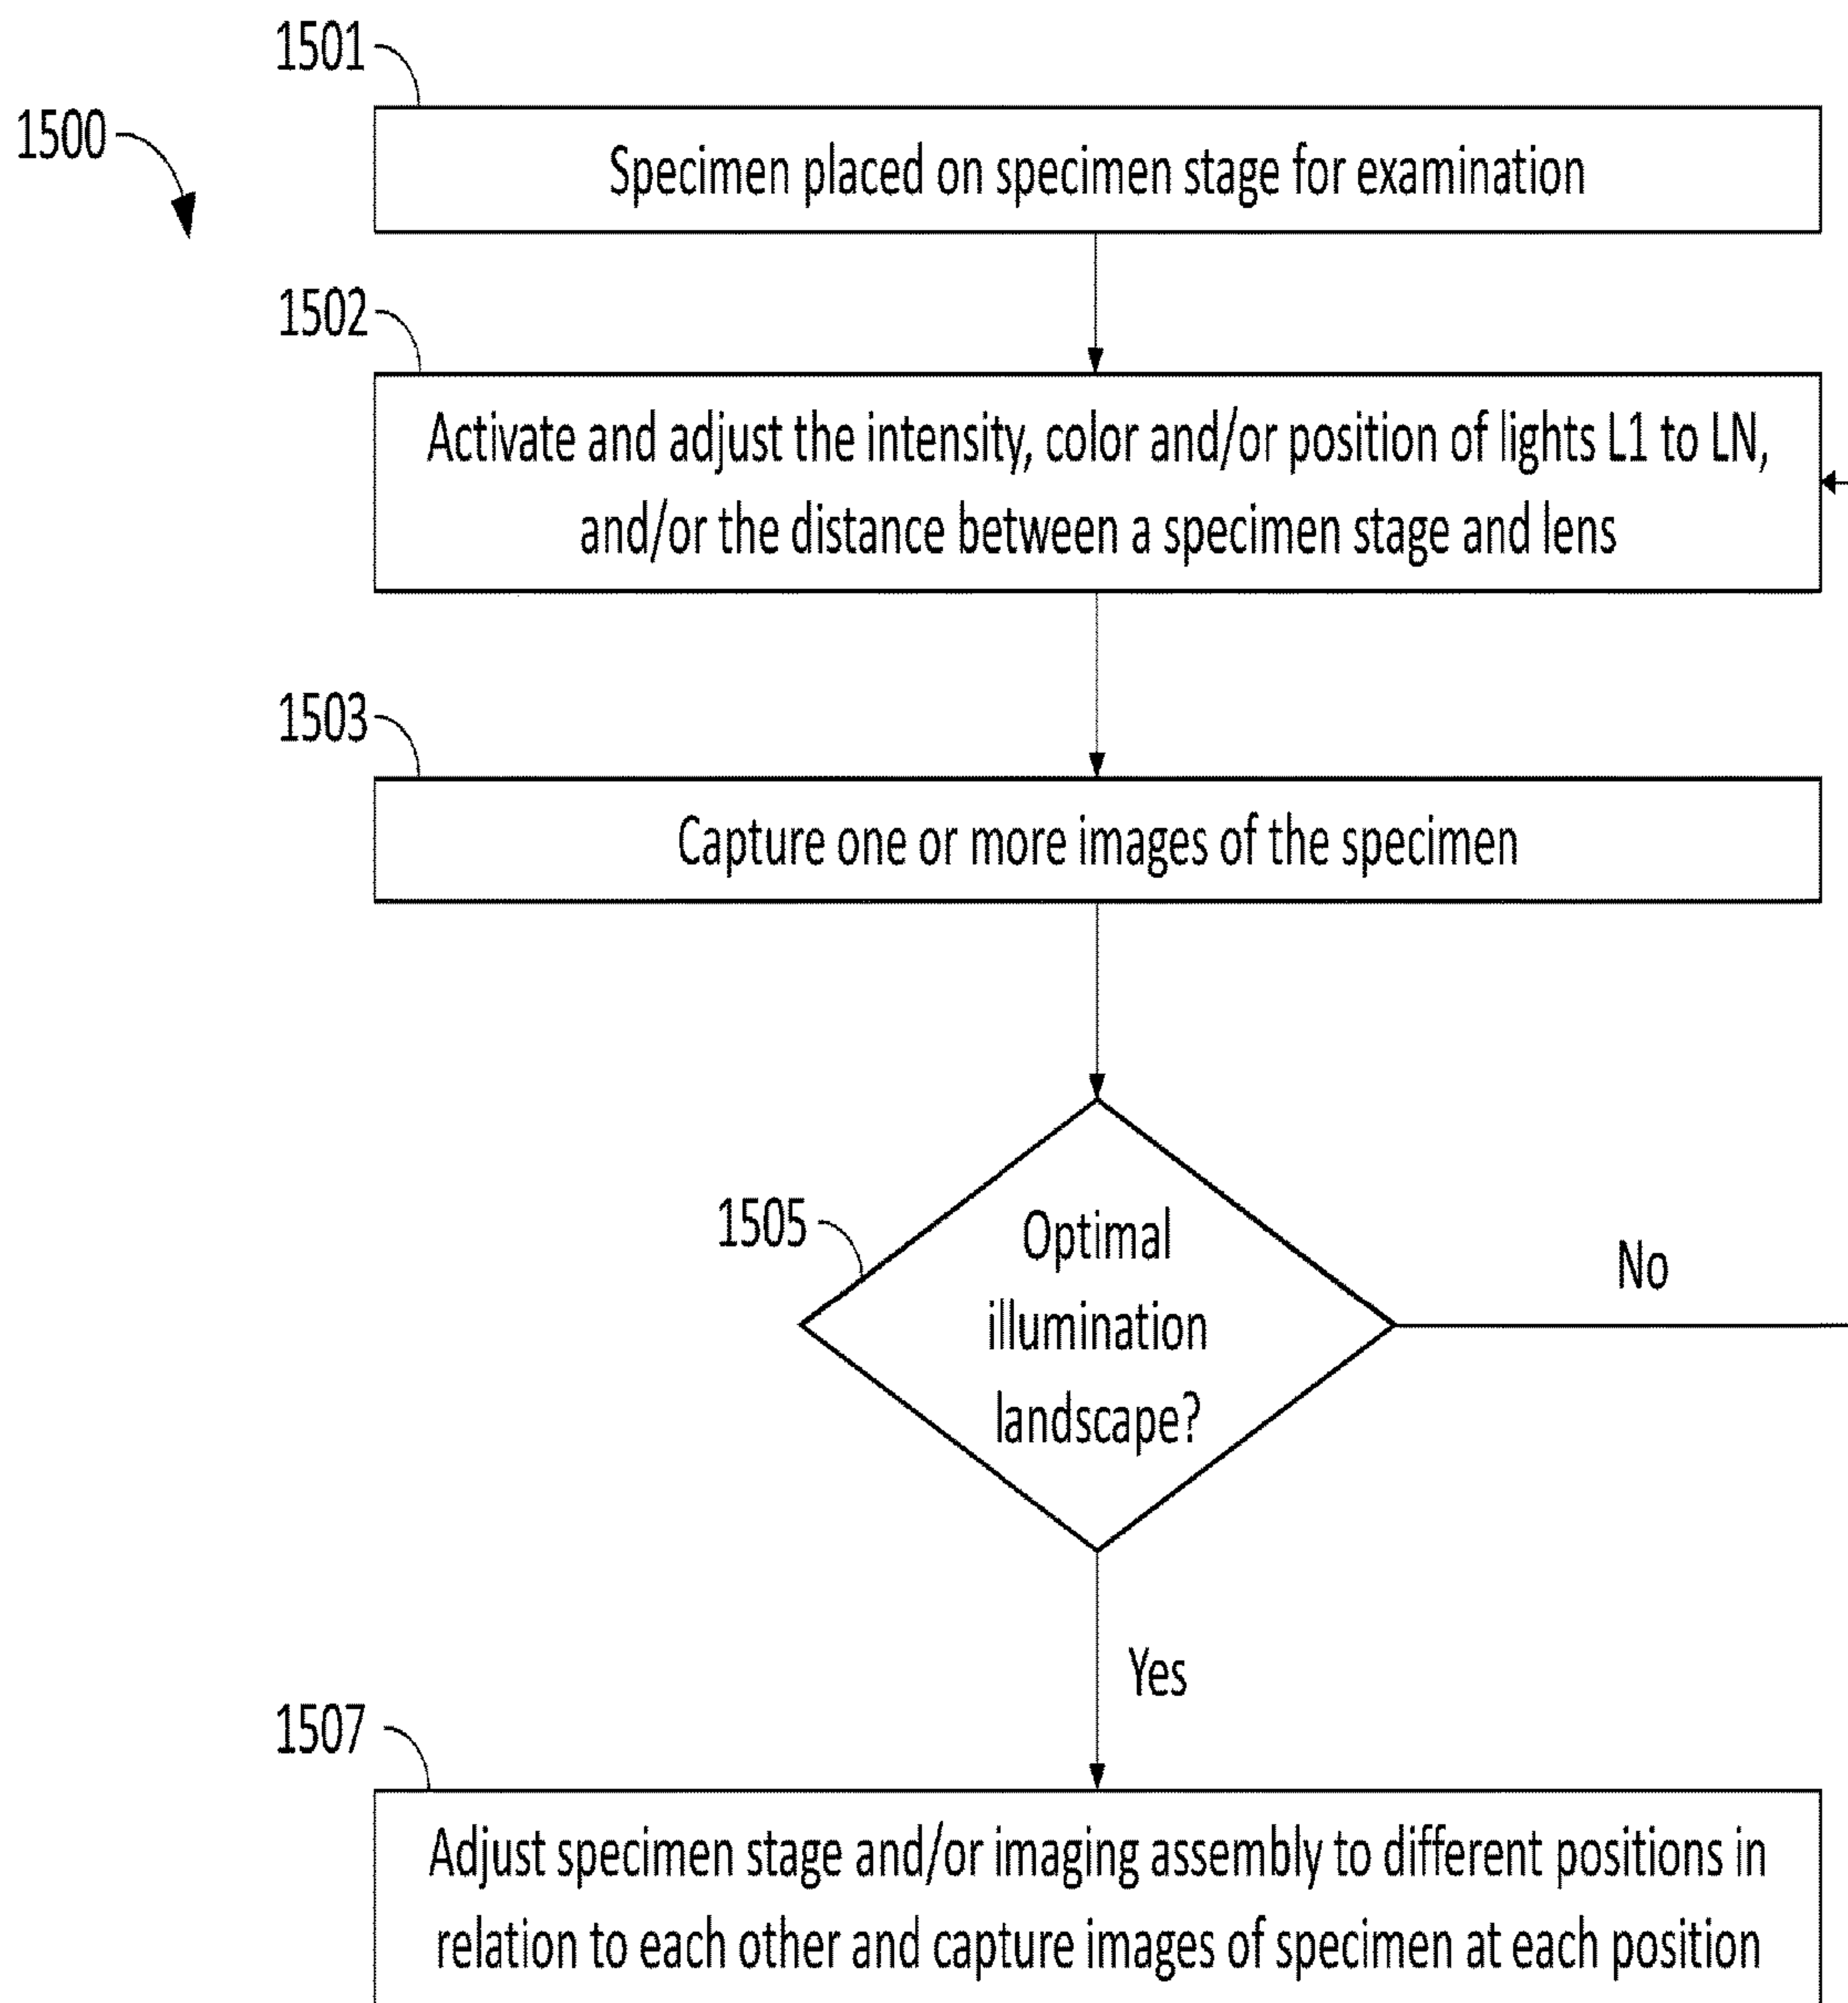 1501
1500
Specimen placed on specimen stage for examination
1502
Activate and adjust the intensity, color and/or position of lights L1 to LN,
and/or the distance between a specimen stage and lens
1503
Capture one or more images of the specimen
1505
Optimal
illumination
landscape?
No
Yes
1507
Adjust specimen stage and/or imaging assembly to different positions in
relation to each other and capture images of specimen at each position